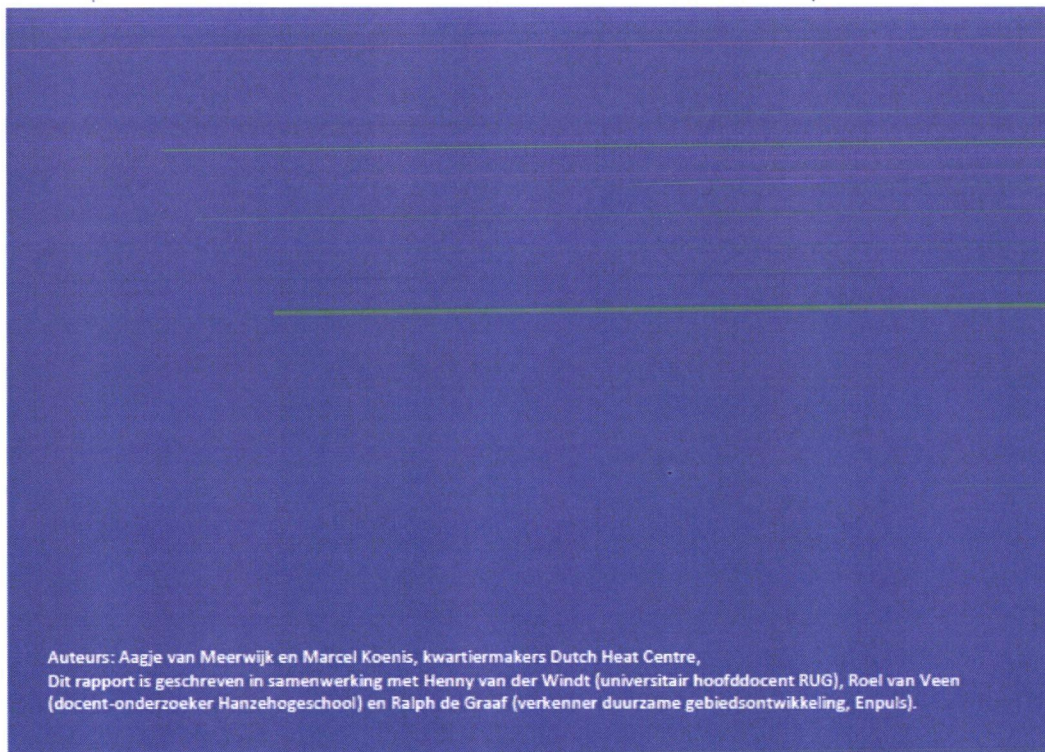 Auteurs: Aagje van Meerwijk en Marcel Koenis, kwartiermakers Dutch Heat Centre,
Dit rapport is geschreven in samenwerking met Henny van der Windt (universitair hoofddocent RUG), Roel van Veen
(docent-onderzoeker Hanzehogeschool) en Ralph de Graaf (verkenner duurzame gebiedsontwikkeling, Enpuls).